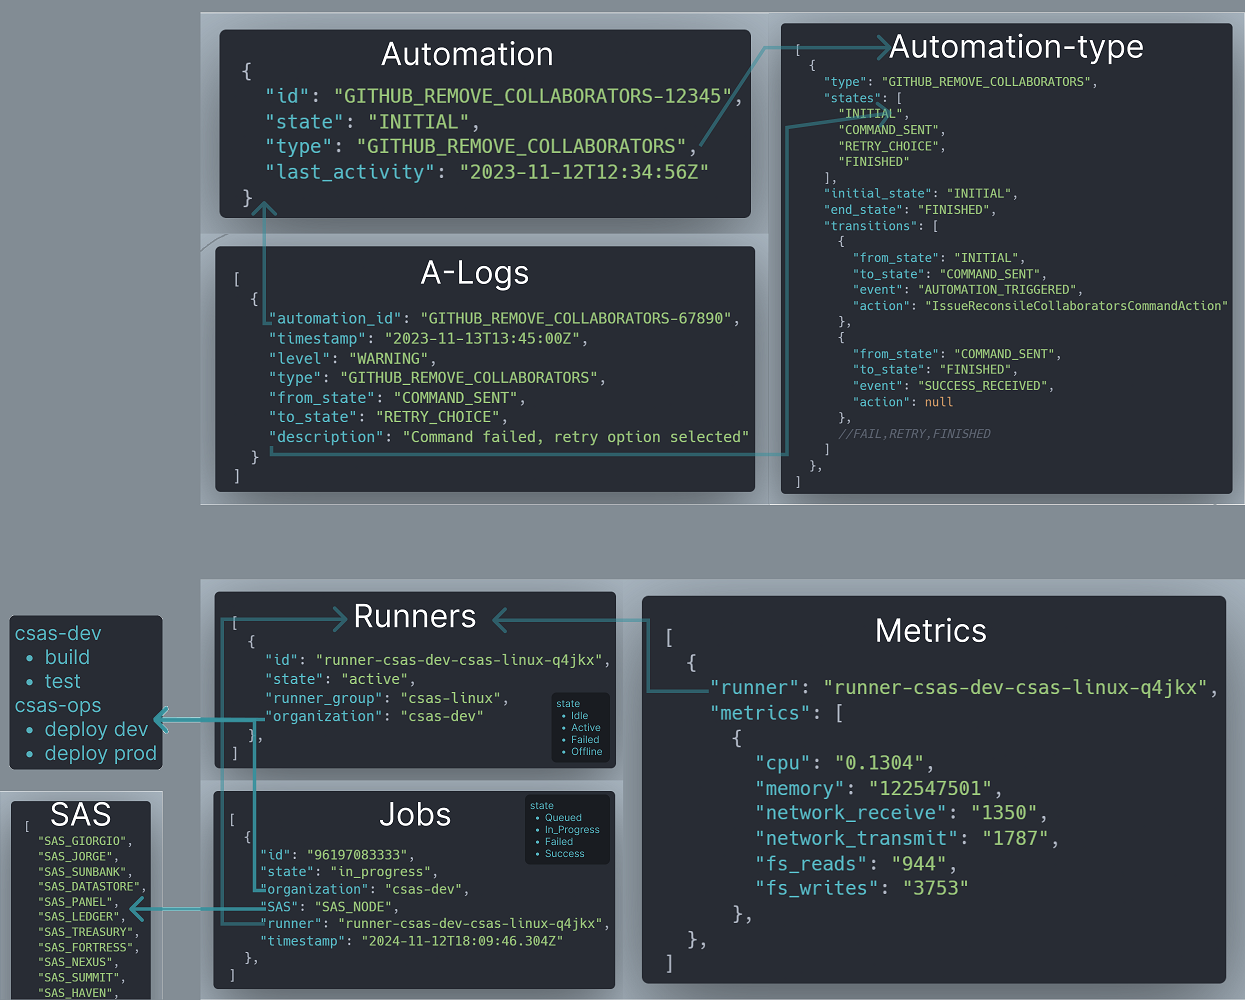 Automation
{
"id": "GITHUB_REMOVE_COLLABORATORS-12345",
"state": "INITIAL",
"type": "GITHUB_REMOVE_COLLABORATORS",
"last_activity": "2023-11-12T12:34:56Z"
}
Automation-type
[
{
"type": "GITHUB_REMOVE_COLLABORATORS",
"states": [
"INITIAL",
"COMMAND_SENT",
"RETRY_CHOICE",
"FINISHED"
],
"initial_state": "INITIAL",
"end_state": "FINISHED",
"transitions": [
{
"from_state": "INITIAL",
"to_state": "COMMAND_SENT",
"event": "AUTOMATION_TRIGGERED",
"action": "IssueReconsileCollaboratorsCommandAction"
},
{
"from_state": "COMMAND_SENT",
"to_state": "FINISHED",
"event": "SUCCESS_RECEIVED",
"action": null
},
//FAIL,RETRY,FINISHED
]
},
]
A-Logs
[
{
"automation_id": "GITHUB_REMOVE_COLLABORATORS-67890",
"timestamp": "2023-11-13T13:45:00Z",
"level": "WARNING",
"type": "GITHUB_REMOVE_COLLABORATORS",
"from_state": "COMMAND_SENT",
"to_state": "RETRY_CHOICE",
"description": "Command failed, retry option selected"
}
]
csas-dev
• build
• test
csas-ops
• deploy dev
• deploy prod
SAS
[
"SAS_GIORGIO",
"SAS_JORGE",
"SAS_SUNBANK",
"SAS_DATASTORE",
"SAS_PANEL",
"SAS_LEDGER",
"SAS_TREASURY",
"SAS_FORTRESS",
"SAS_NEXUS",
"SAS_SUMMIT",
"SAS_HAVEN",
Runners
[
{
"id": "runner-csas-dev-csas-linux-q4jkx",
"state": "active",
"runner_group": "csas-linux",
"organization": "csas-dev"
},
]
state
• Idle
• Active
• Failed
• Offline
Jobs
[
{
"id": "96197083333",
"state": "in_progress",
"organization": "csas-dev",
"SAS": "SAS_NODE",
"runner": "runner-csas-dev-csas-linux-q4jkx",
"timestamp": "2024-11-12T18:09:46.304Z"
},
]
state
• Queued
• In_Progress
• Failed
• Success
Metrics
[
{
"runner": "runner-csas-dev-csas-linux-q4jkx",
"metrics": [
{
"cpu": "0.1304",
"memory": "122547501",
"network_receive": "1350",
"network_transmit": "1787",
"fs_reads": "944",
"fs_writes": "3753"
},
},
]